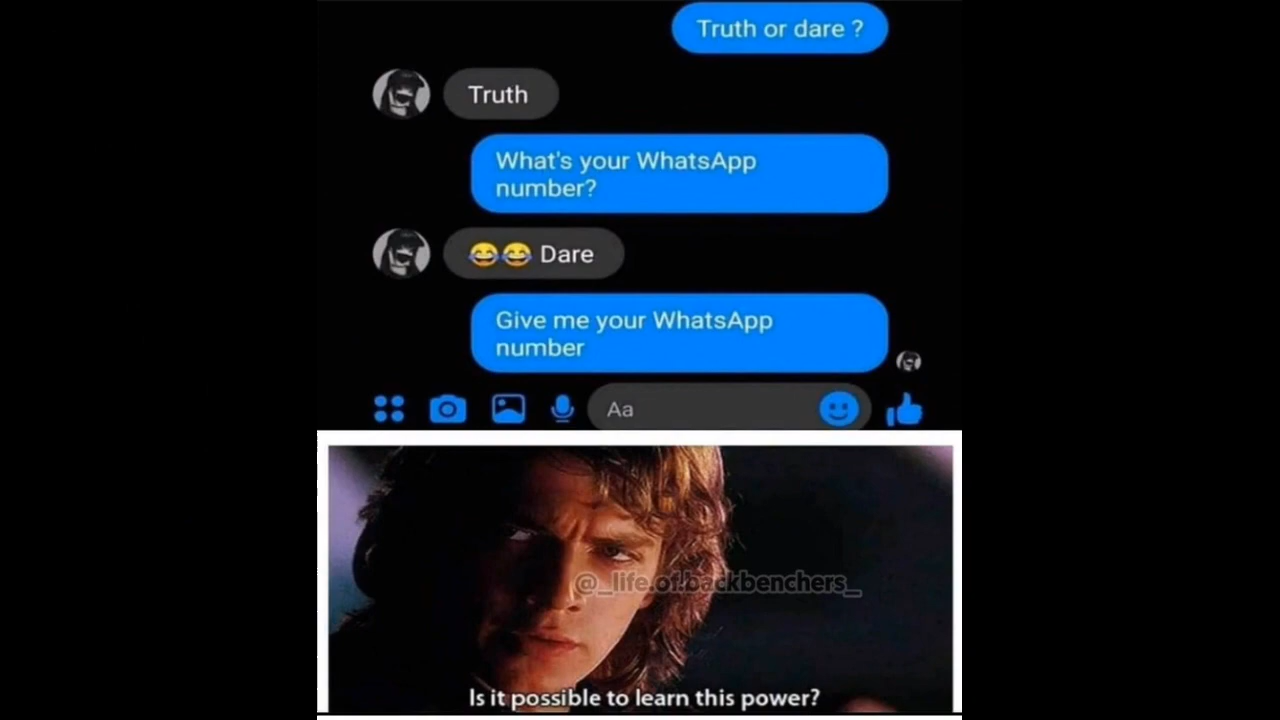 Truth or dare ?
Truth
What's your WhatsApp
number?
😂😂 Dare
Give me your WhatsApp
number
Aa
@_life.of.backbenchers_
Is it possible to learn this power?